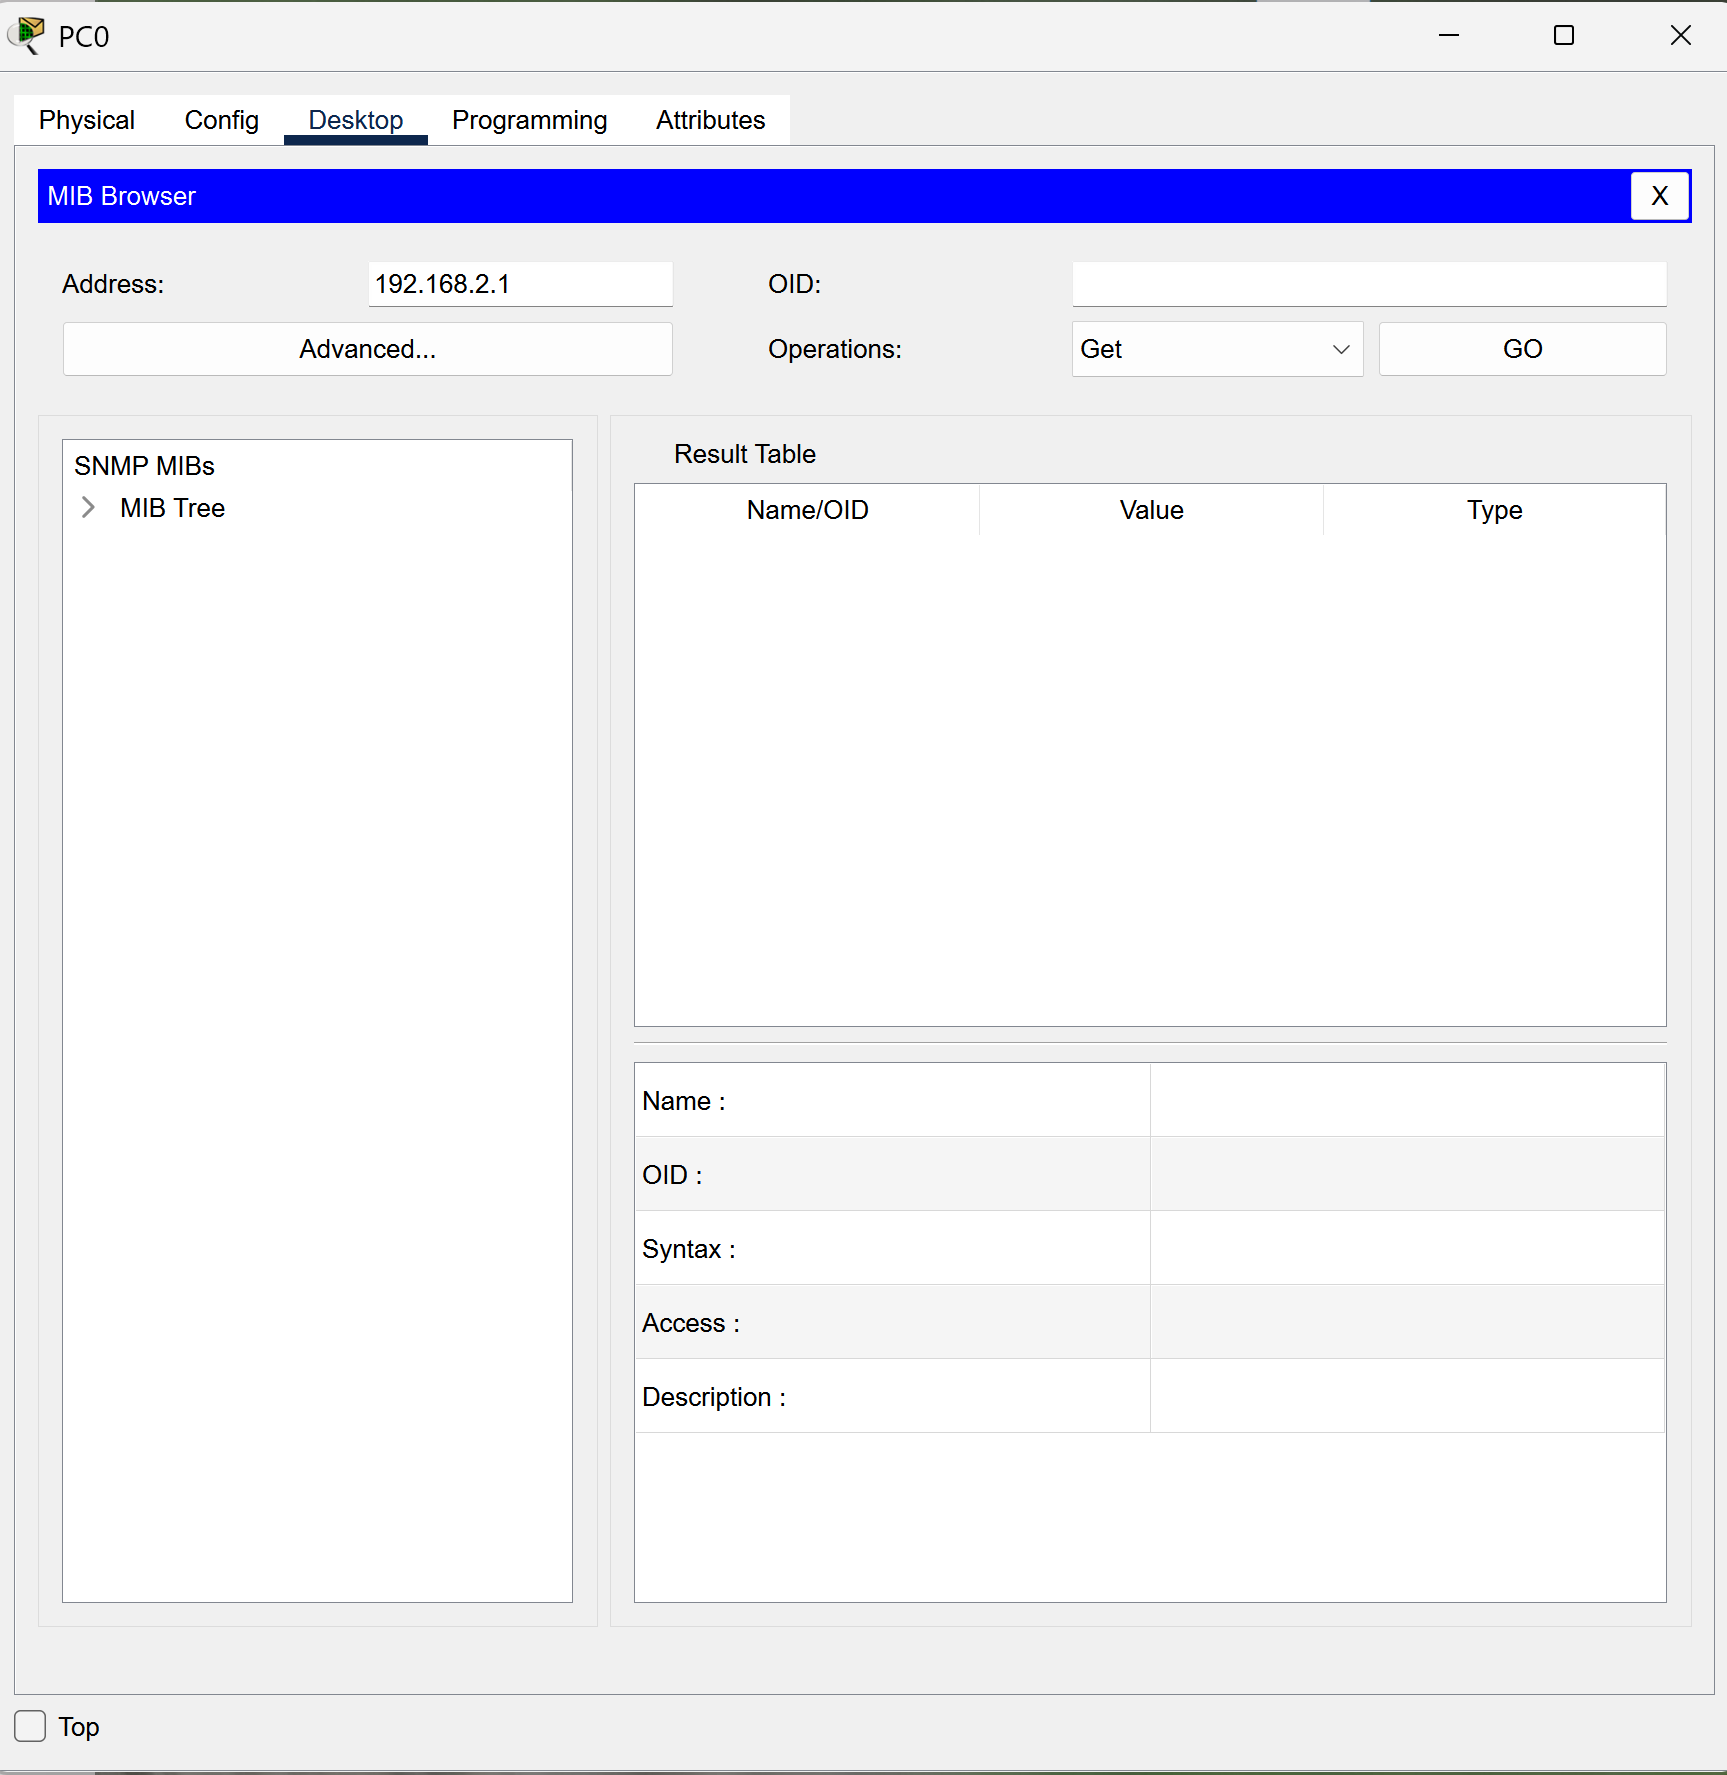 PC0
Physical Config Desktop Programming Attributes
MIB Browser X
Address: 192.168.2.1 OID:
Advanced... Operations: Get GO
SNMP MIBs
MIB Tree
Result Table
Name/OID Value Type
Name :
OID :
Syntax :
Access :
Description :
Top